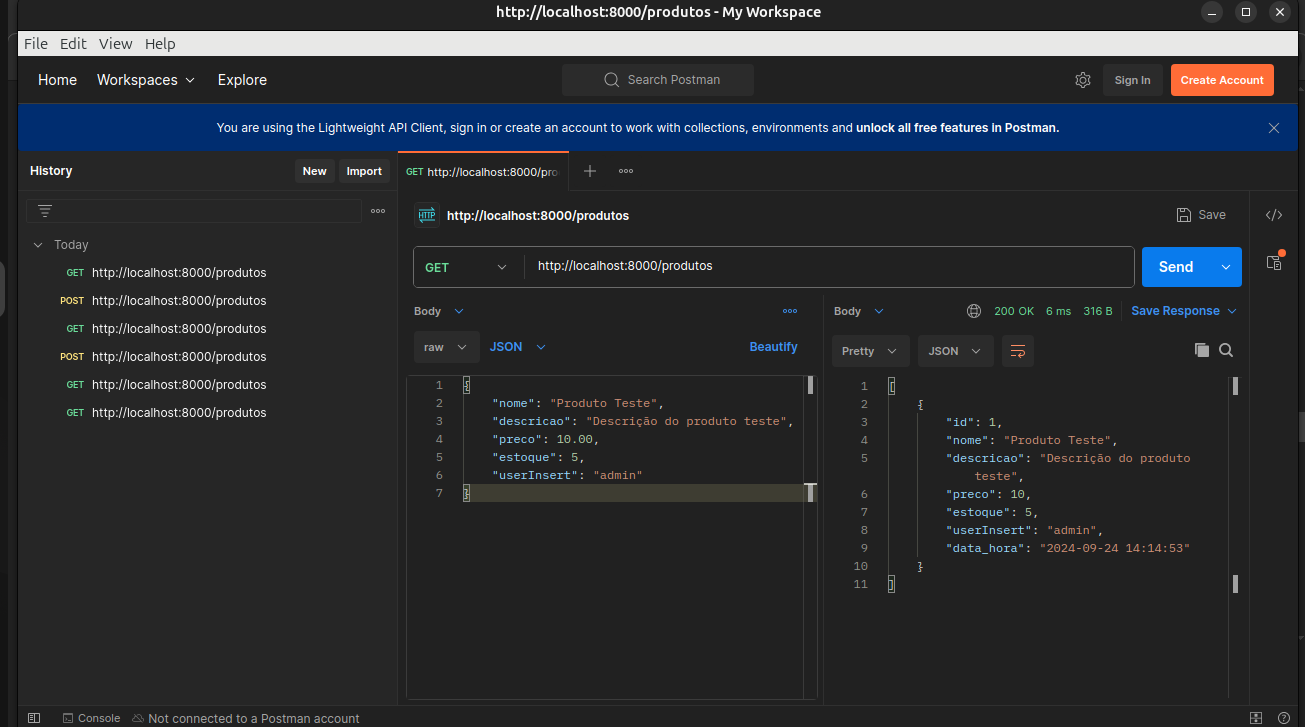 http://localhost:8000/produtos - My Workspace
File Edit View Help
Home Workspaces Explore Search Postman Sign In Create Account
You are using the Lightweight API Client, sign in or create an account to work with collections, environments and unlock all free features in Postman.
History New Import
Today
GET http://localhost:8000/produtos
POST http://localhost:8000/produtos
GET http://localhost:8000/produtos
POST http://localhost:8000/produtos
GET http://localhost:8000/produtos
GET http://localhost:8000/produtos
GET http://localhost:8000/pro
HTTP http://localhost:8000/produtos Save
GET http://localhost:8000/produtos Send
Body
raw JSON Beautify
1 {
2 "nome": "Produto Teste",
3 "descricao": "Descrição do produto teste",
4 "preco": 10.00,
5 "estoque": 5,
6 "userInsert": "admin"
7 }
Body 200 OK 6 ms 316 B Save Response
Pretty JSON
1 [
2 {
3 "id": 1,
4 "nome": "Produto Teste",
5 "descricao": "Descrição do produto
teste",
6 "preco": 10,
7 "estoque": 5,
8 "userInsert": "admin",
9 "data_hora": "2024-09-24 14:14:53"
10 }
11 ]
Console Not connected to a Postman account